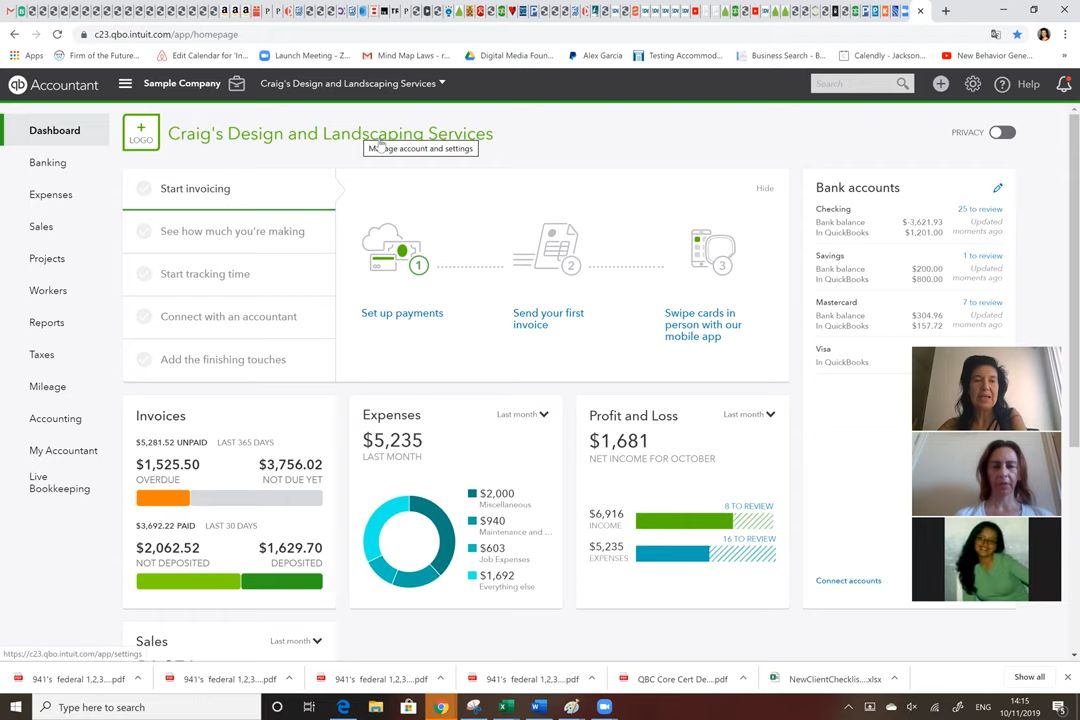 c23.qbo.intuit.com/app/homepage
Apps
Firm of the Future...
Edit Calendar for 'In...
Launch Meeting - Z...
Mind Map Laws - r...
Digital Media Foun...
Alex Garcia
Testing Accommod...
Business Search - B...
Calendly - Jackson...
New Behavior Gene...
qb Accountant
Sample Company
Craig's Design and Landscaping Services
Search
Help
Dashboard
Banking
Expenses
Sales
Projects
Workers
Reports
Taxes
Mileage
Accounting
My Accountant
Live
Bookkeeping
+
LOGO
Craig's Design and Landscaping Services
Manage account and settings
PRIVACY
Start invoicing
See how much you're making
Start tracking time
Connect with an accountant
Add the finishing touches
Hide
1
2
3
Set up payments
Send your first
invoice
Swipe cards in
person with our
mobile app
Bank accounts
Checking
25 to review
Bank balance $-3,621.93 Updated
In QuickBooks $1,201.00 moments ago
Savings
1 to review
Bank balance $200.00 Updated
In QuickBooks $800.00 moments ago
Mastercard
7 to review
Bank balance $304.96 Updated
In QuickBooks $157.72 moments ago
Visa
In QuickBooks
Connect accounts
Invoices
$5,281.52 UNPAID LAST 365 DAYS
$1,525.50 $3,756.02
OVERDUE NOT DUE YET
$3,692.22 PAID LAST 30 DAYS
$2,062.52 $1,629.70
NOT DEPOSITED DEPOSITED
Expenses
Last month
$5,235
LAST MONTH
$2,000
Miscellaneous
$940
Maintenance and ...
$603
Job Expenses
$1,692
Everything else
Profit and Loss
Last month
$1,681
NET INCOME FOR OCTOBER
8 TO REVIEW
$6,916
INCOME
16 TO REVIEW
$5,235
EXPENSES
Sales
Last month
https://c23.qbo.intuit.com/app/settings
941's federal 1,2,3....pdf
941's federal 1,2,3....pdf
941's federal 1,2,3....pdf
941's federal 1,2,3....pdf
QBC Core Cert De....pdf
NewClientChecklis....xlsx
Show all
Type here to search
ENG
14:15
10/11/2019